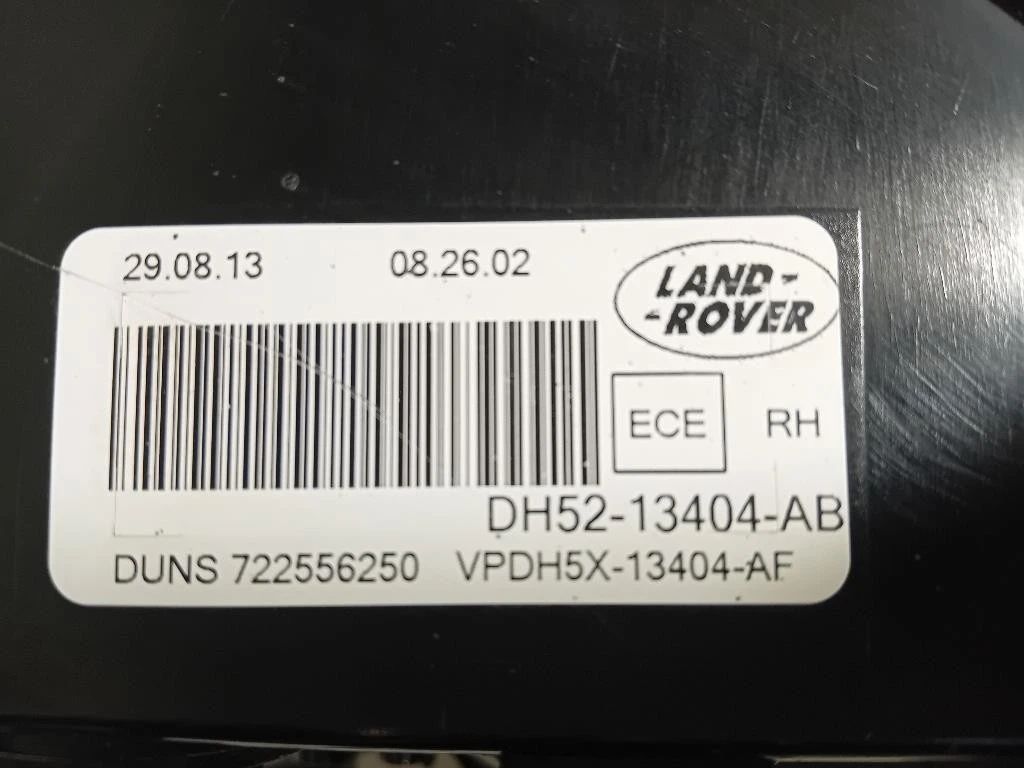 29.08.13 08.26.02
LAND-
-ROVER
ECE RH
DH52-13404-AB
DUNS 722556250 VPDH5X-13404-AF